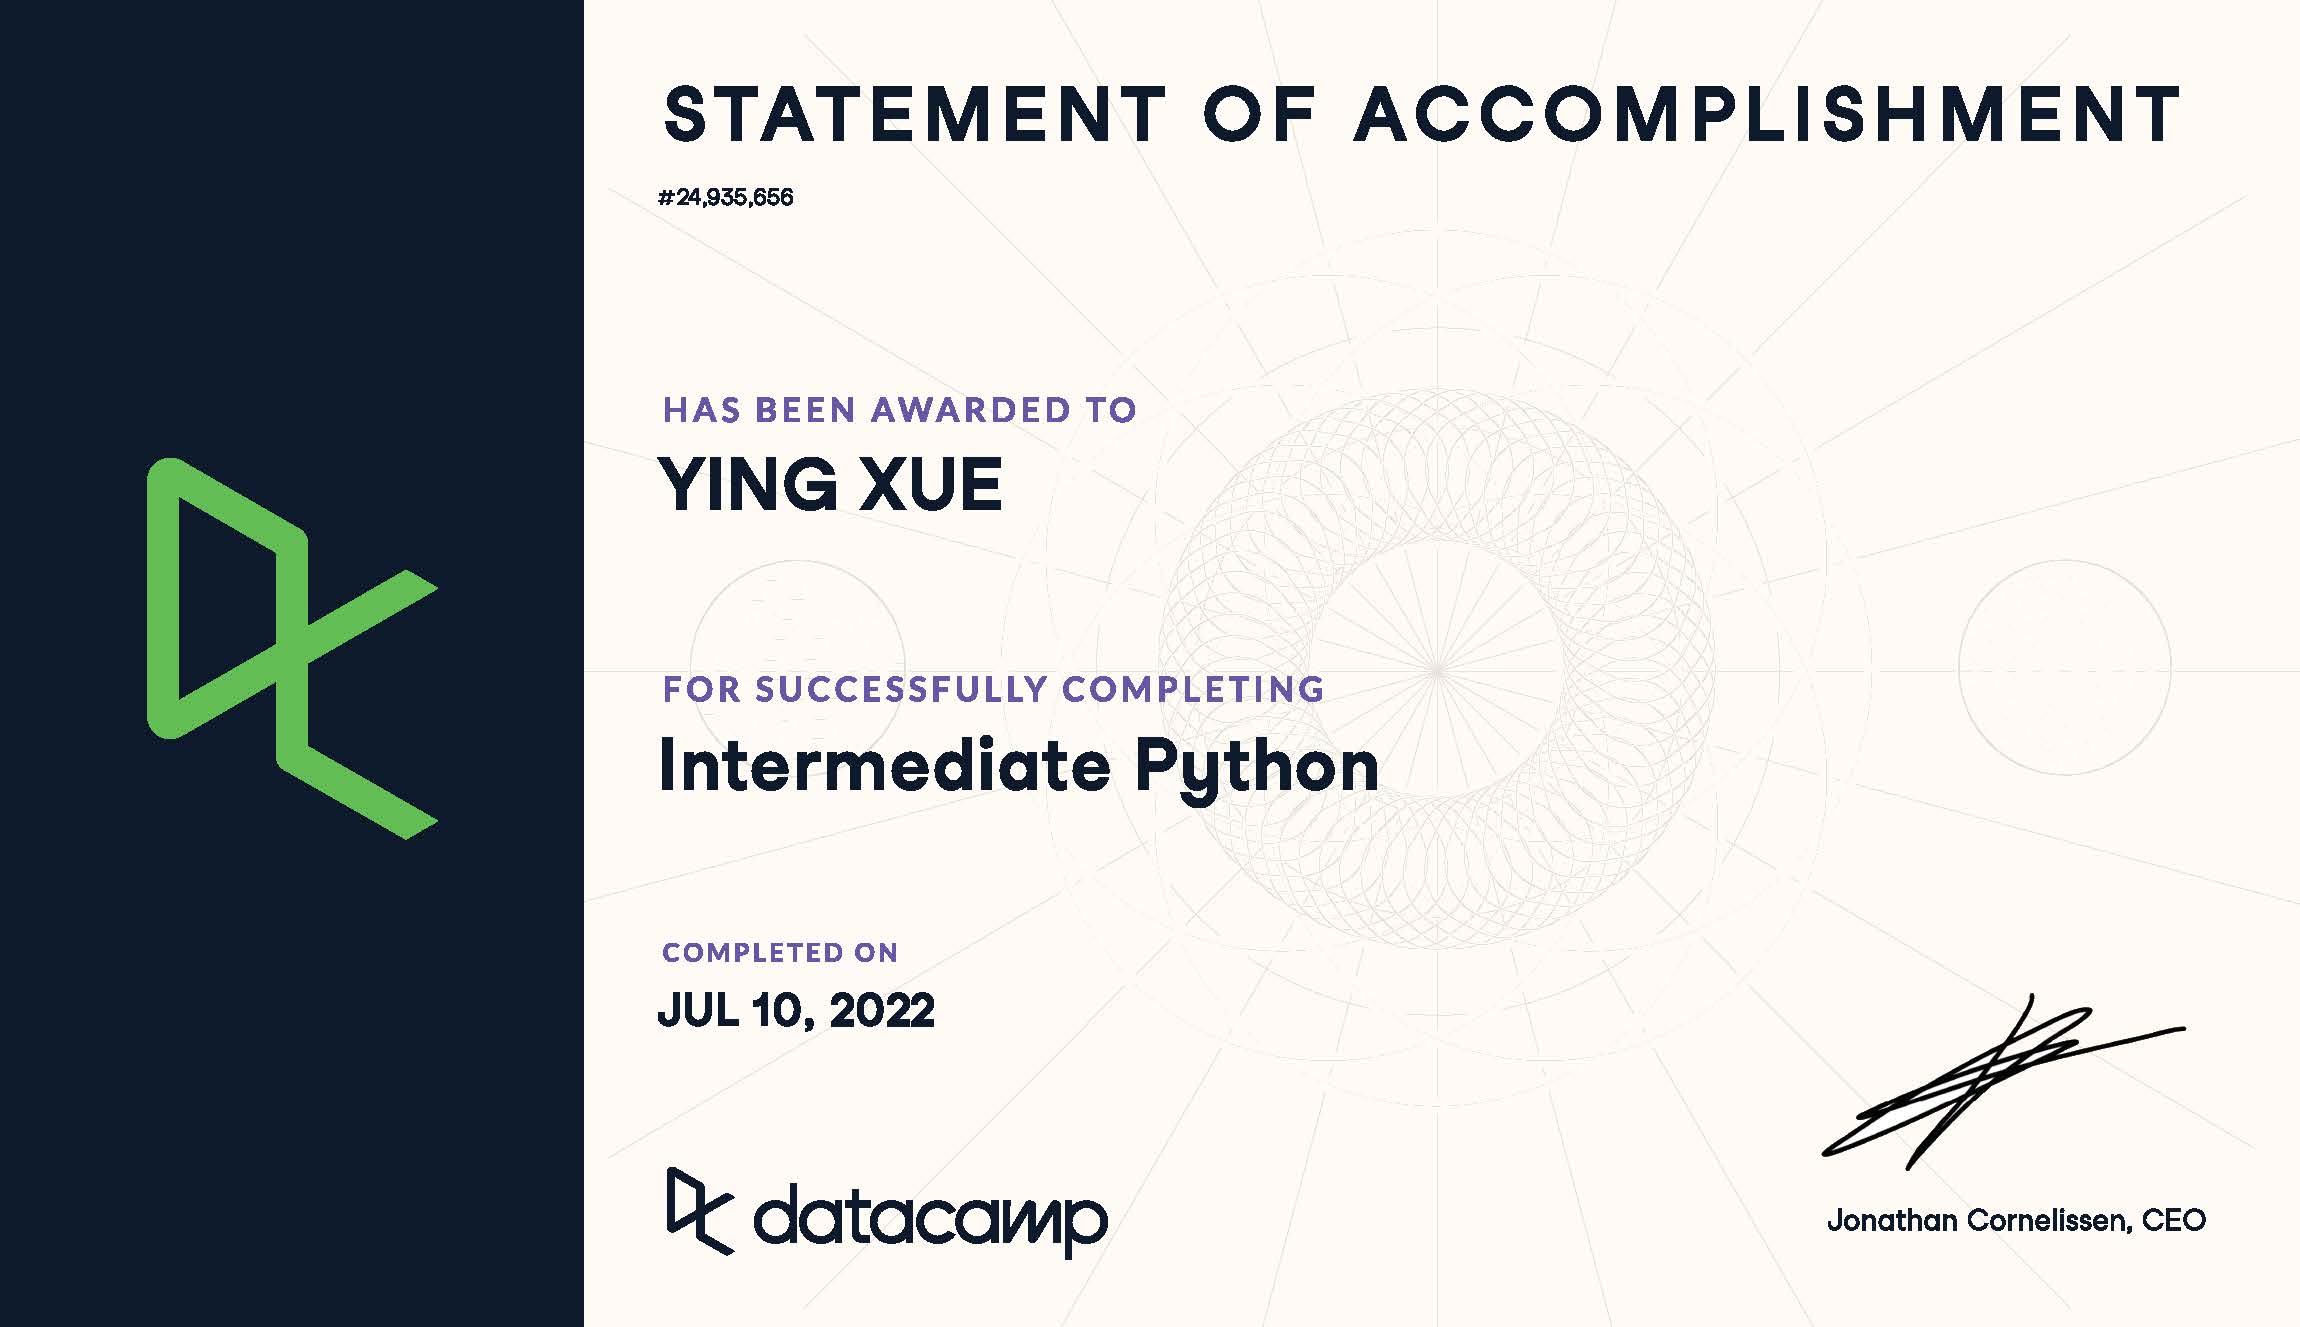 STATEMENT OF ACCOMPLISHMENT
#24,935,656
HAS BEEN AWARDED TO
YING XUE
FOR SUCCESSFULLY COMPLETING
Intermediate Python
COMPLETED ON
JUL 10, 2022
datacamp
Jonathan Cornelissen, CEO